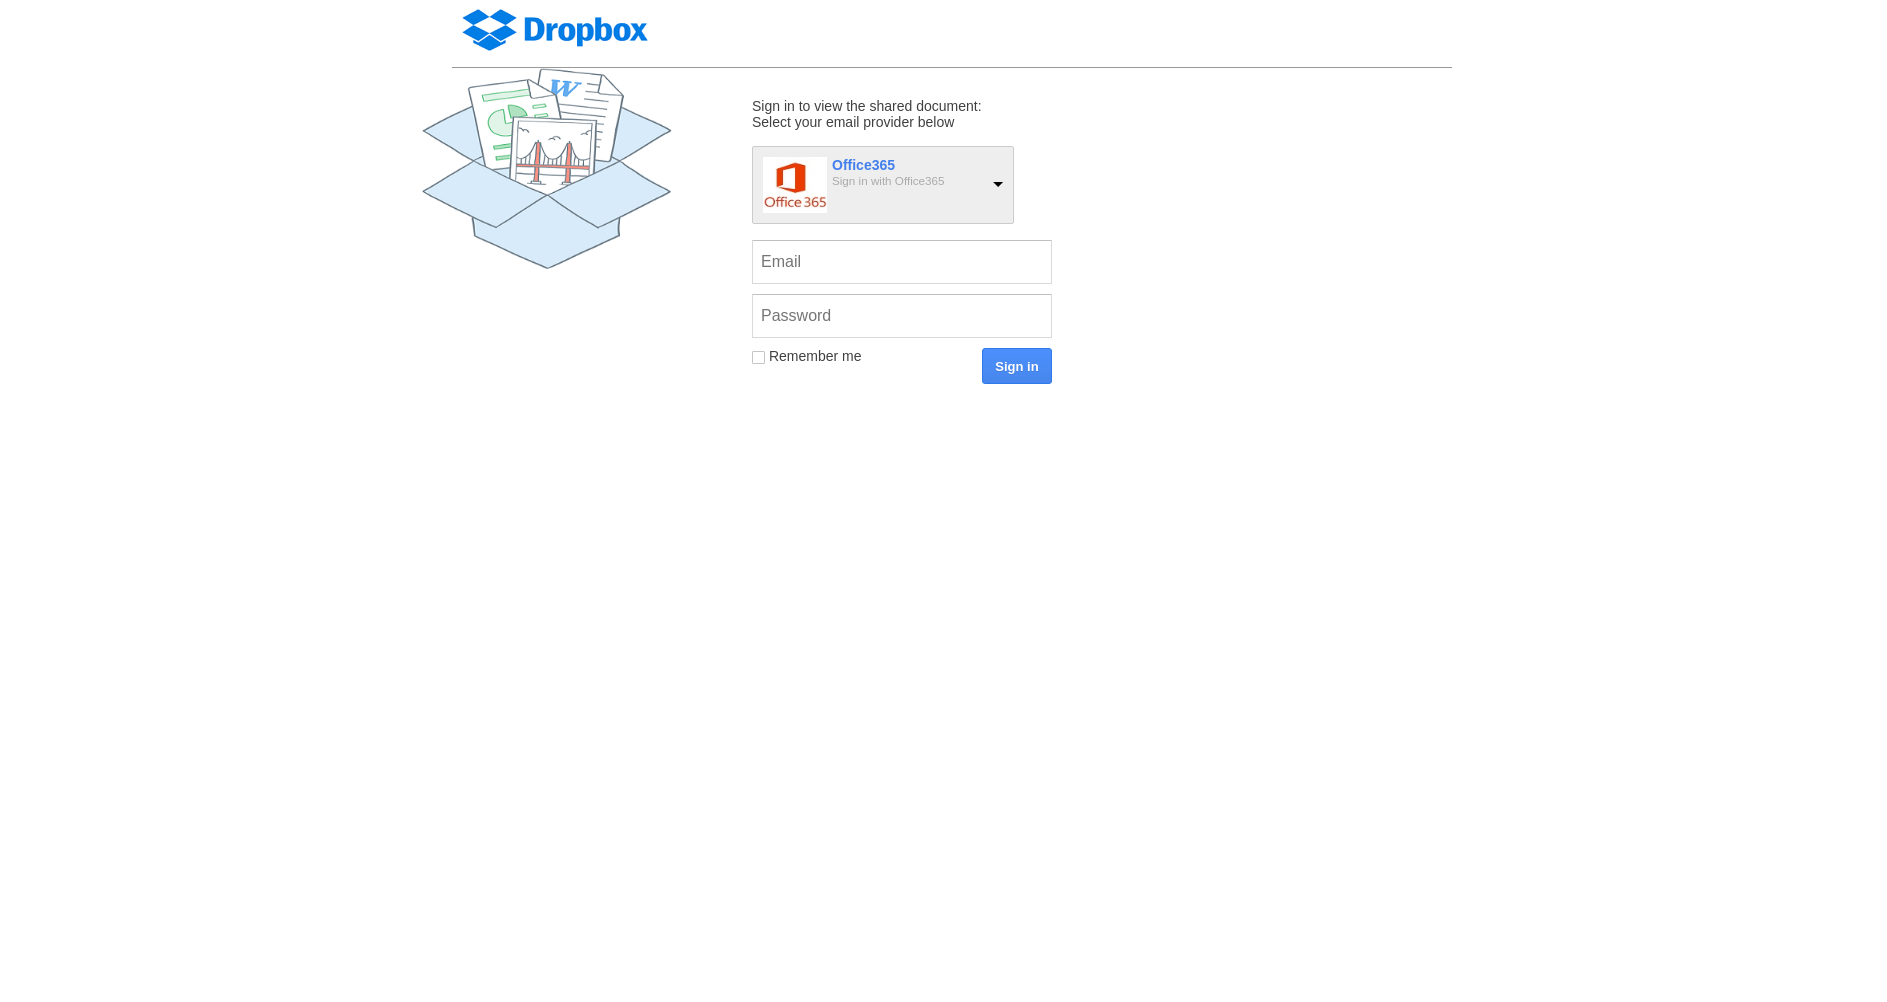 Dropbox
W
Sign in to view the shared document:
Select your email provider below
Office 365
Office365
Sign in with Office365
Email
Password
Remember me
Sign in